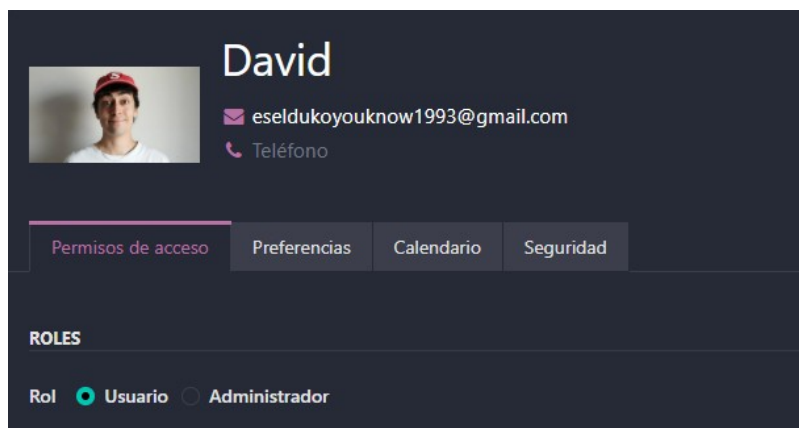 David
eseldukoyouknow1993@gmail.com
Teléfono
Permisos de acceso Preferencias Calendario Seguridad
ROLES
Rol Usuario Administrador